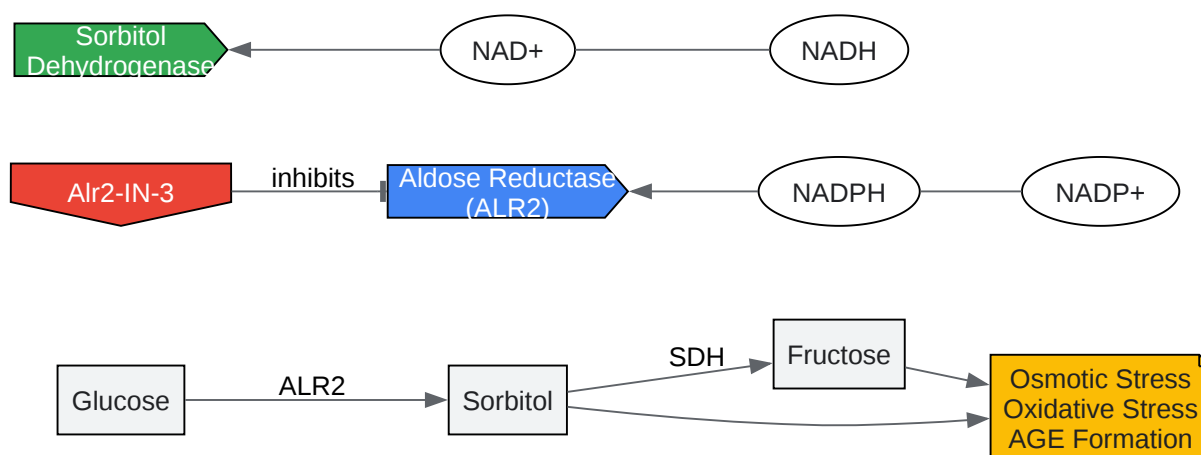 Sorbitol
Dehydrogenase
NAD+
NADH
Alr2-IN-3
inhibits
Aldose Reductase
(ALR2)
NADPH
NADP+
Glucose
ALR2
Sorbitol
SDH
Fructose
Osmotic Stress
Oxidative Stress
AGE Formation